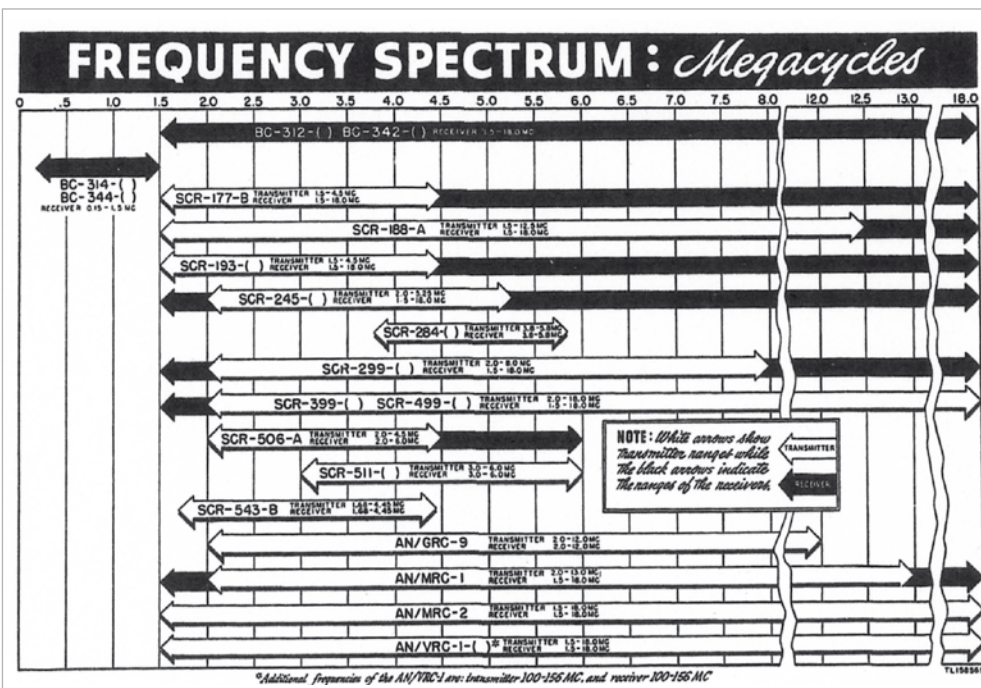 FREQUENCY SPECTRUM: Megacycles
0 .5 1.0 1.5 2.0 2.5 3.0 3.5 4.0 4.5 5.0 5.5 6.0 6.5 7.0 8.0 12.0 12.5 13.0 18.0
BC-312-( ) BC-342-( ) RECEIVER 1.5-18.0 MC
BC-314-( )
BC-344-( )
RECEIVER 0.15-1.5 MC
SCR-177-B TRANSMITTER 1.5-4.5 MC
RECEIVER 1.5-18.0 MC
SCR-188-A TRANSMITTER 1.5-12.5 MC
RECEIVER 1.5-18.0 MC
SCR-193-( ) TRANSMITTER 1.5-4.5 MC
RECEIVER 1.5-18.0 MC
SCR-245-( ) TRANSMITTER 2.0-5.25 MC
RECEIVER 1.5-18.0 MC
SCR-284-( ) TRANSMITTER 3.8-5.8 MC
RECEIVER 3.8-5.8 MC
SCR-299-( ) TRANSMITTER 2.0-8.0 MC
RECEIVER 1.5-18.0 MC
SCR-399-( ) SCR-499-( ) TRANSMITTER 2.0-18.0 MC
RECEIVER 1.5-18.0 MC
SCR-506-A TRANSMITTER 2.0-4.5 MC
RECEIVER 2.0-6.0 MC
NOTE: White arrows show
transmitter ranges while
the black arrows indicate
the ranges of the receivers.
TRANSMITTER
RECEIVER
SCR-511-( ) TRANSMITTER 3.0-6.0 MC
RECEIVER 3.0-6.0 MC
SCR-543-B TRANSMITTER 1.68-4.45 MC
RECEIVER 1.68-4.45 MC
AN/GRC-9 TRANSMITTER 2.0-12.0 MC
RECEIVER 2.0-12.0 MC
AN/MRC-1 TRANSMITTER 2.0-13.0 MC
RECEIVER 1.5-18.0 MC
AN/MRC-2 TRANSMITTER 1.5-18.0 MC
RECEIVER 1.5-18.0 MC
AN/VRC-1-( )* TRANSMITTER 1.5-18.0 MC
RECEIVER 1.5-18.0 MC
*Additional frequencies of the AN/VRC-1 are: transmitter 100-156 MC, and receiver 100-156 MC